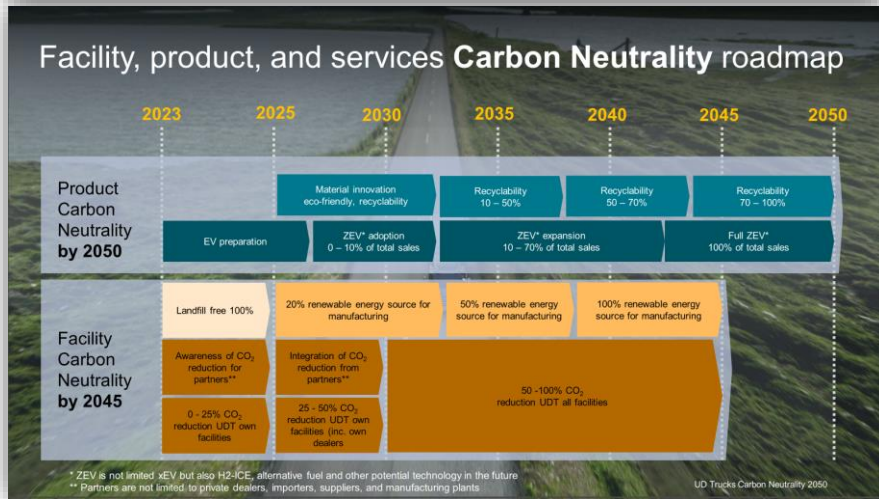 Facility, product, and services Carbon Neutrality roadmap
2023
2025
2030
2035
2040
2045
2050
Product
Carbon
Neutrality
by 2050
Material innovation
eco-friendly, recyclability
Recyclability
10 – 50%
Recyclability
50 – 70%
Recyclability
70 – 100%
EV preparation
ZEV* adoption
0 – 10% of total sales
ZEV* expansion
10 – 70% of total sales
Full ZEV*
100% of total sales
Facility
Carbon
Neutrality
by 2045
Landfill free 100%
20% renewable energy source for
manufacturing
50% renewable energy
source for manufacturing
100% renewable energy
source for manufacturing
Awareness of CO₂
reduction for
partners**
Integration of CO₂
reduction from
partners**
50 -100% CO₂
reduction UDT all facilities
0 - 25% CO₂
reduction UDT own
facilities
25 - 50% CO₂
reduction UDT own
facilities (inc. own
dealers
* ZEV is not limited xEV but also H2-ICE, alternative fuel and other potential technology in the future
** Partners are not limited to private dealers, importers, suppliers, and manufacturing plants
UD Trucks Carbon Neutrality 2050